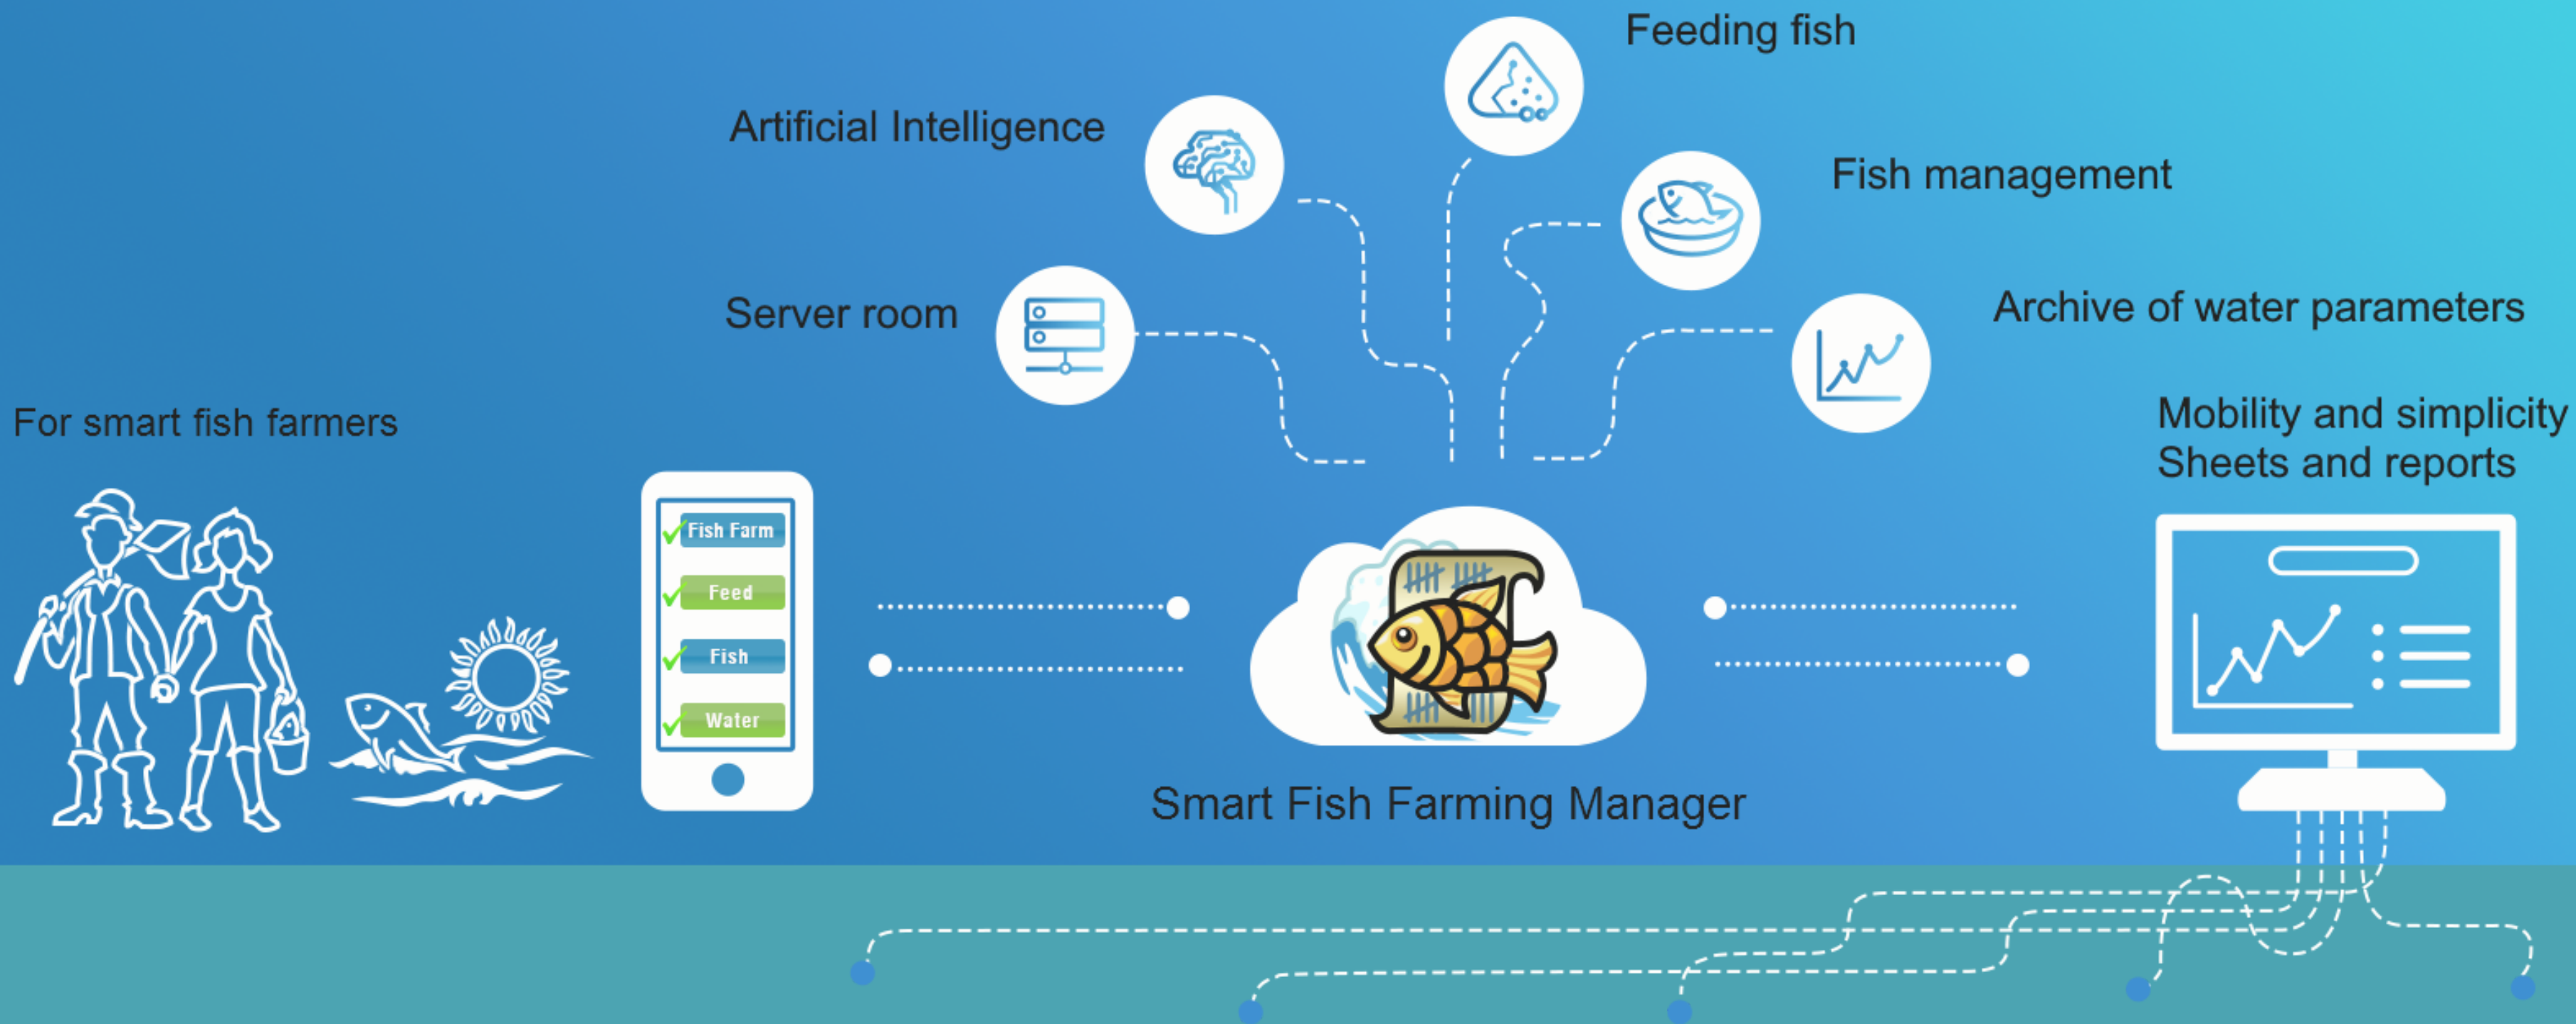 Feeding fish
Artificial Intelligence
Fish management
Server room
Archive of water parameters
For smart fish farmers
Mobility and simplicity
Sheets and reports
Fish Farm
Feed
Fish
Water
Smart Fish Farming Manager